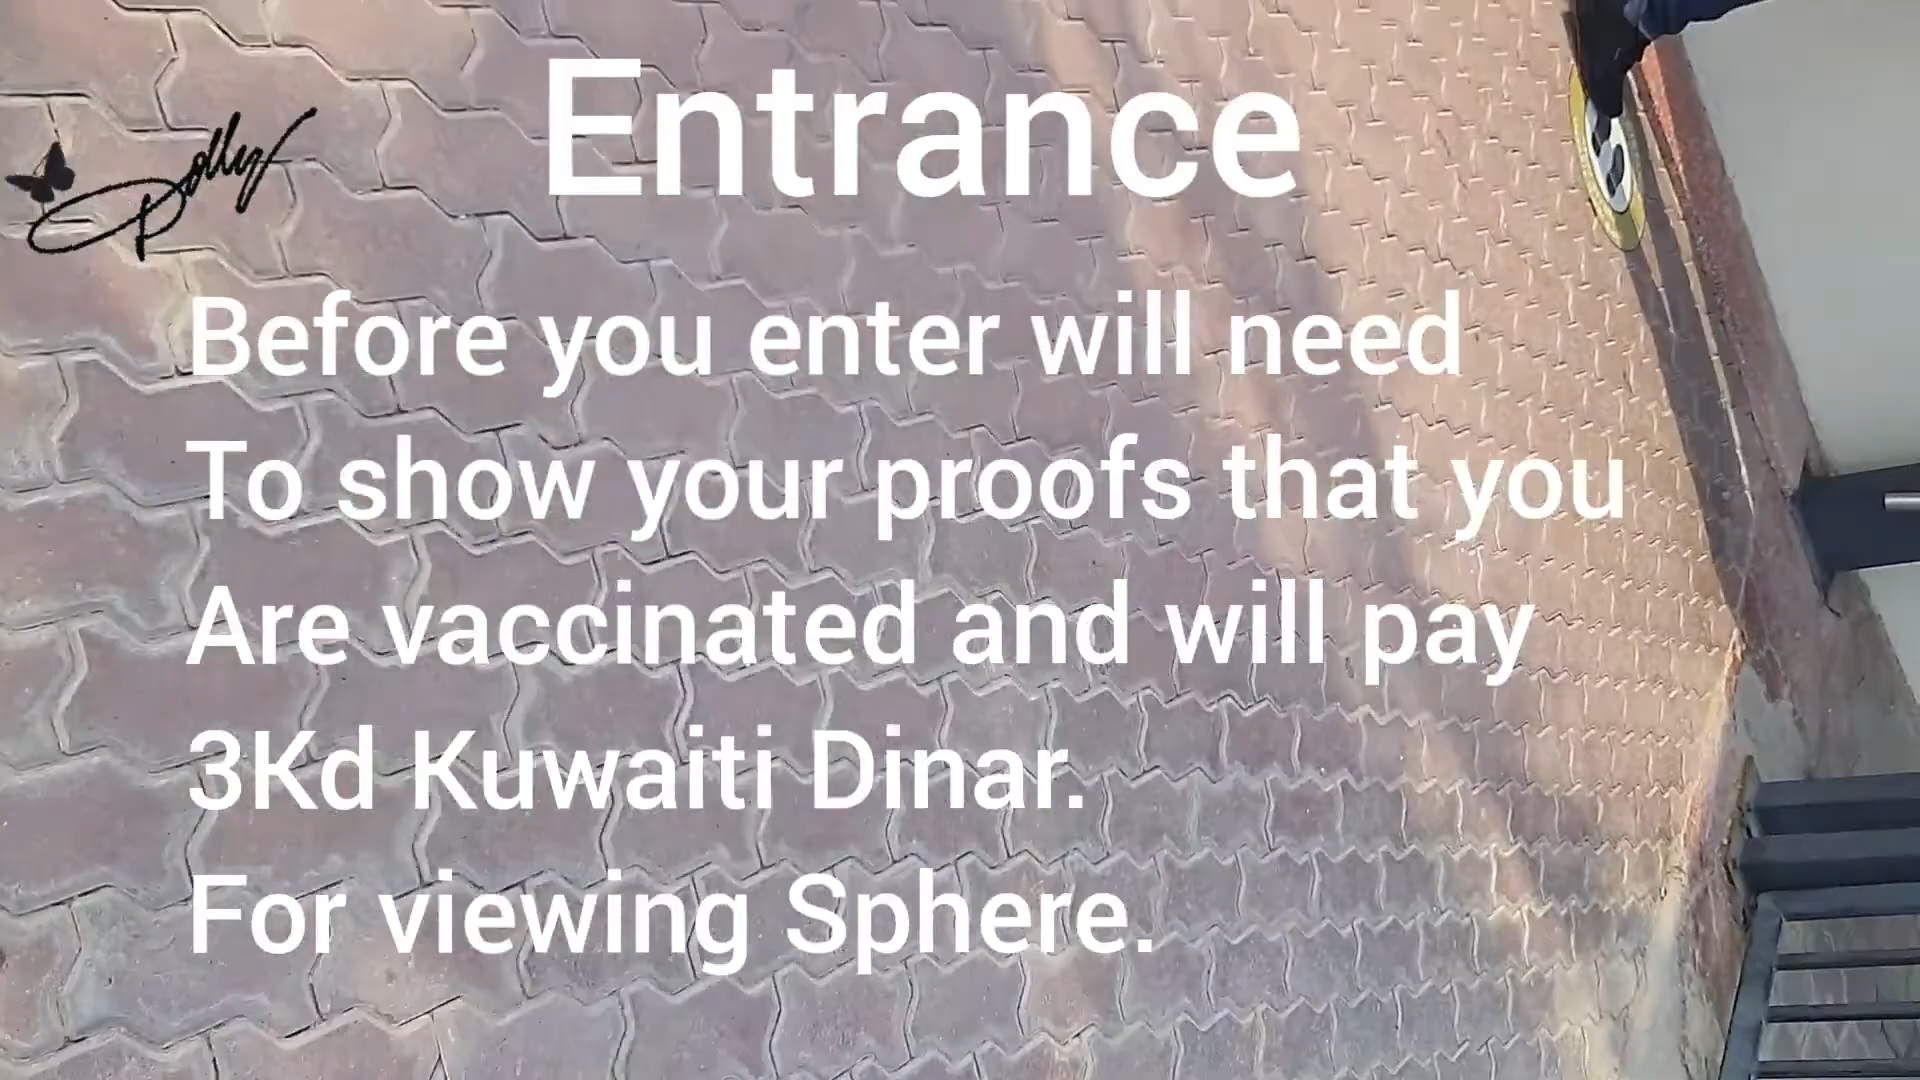 Entrance
Dolly
Before you enter will need
To show your proofs that you
Are vaccinated and will pay
3Kd Kuwaiti Dinar.
For viewing Sphere.